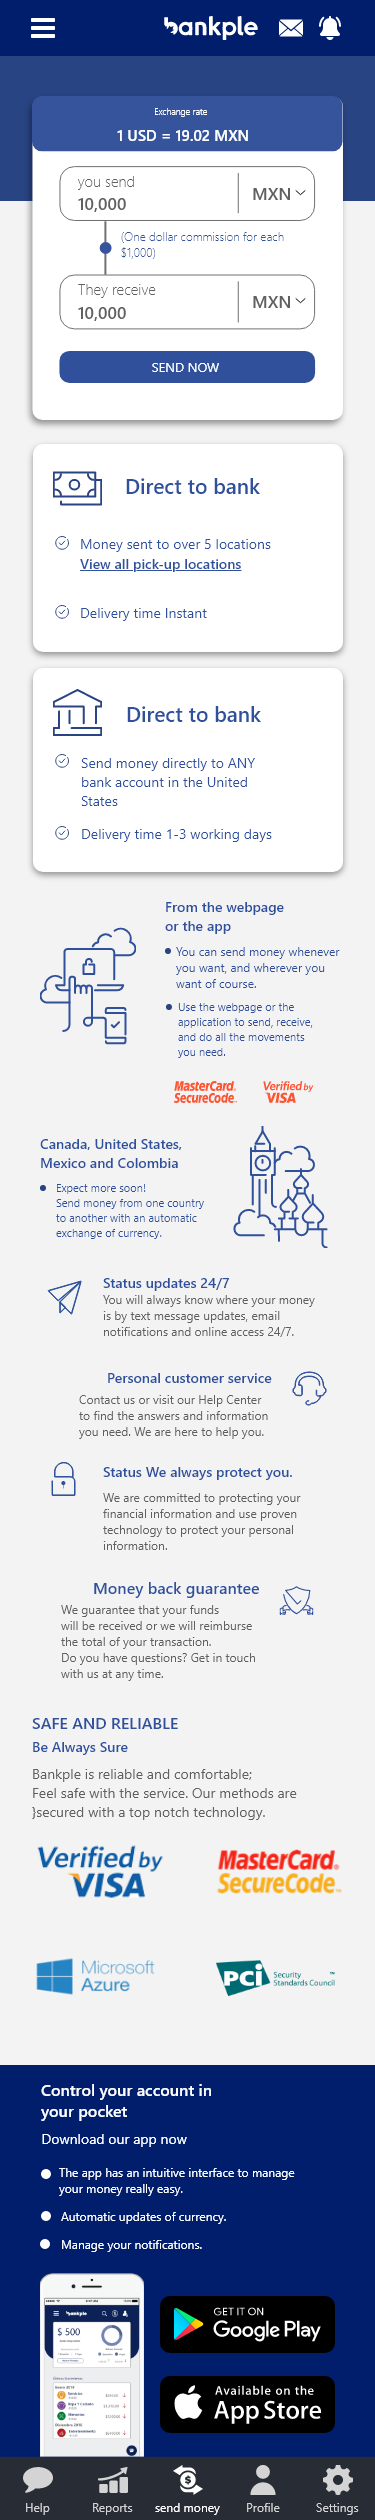 bankple
Exchange rate
1 USD = 19.02 MXN
you send
10,000
MXN
(One dollar commission for each
$1,000)
They receive
10,000
MXN
SEND NOW
Direct to bank
Money sent to over 5 locations
View all pick-up locations
Delivery time Instant
Direct to bank
Send money directly to ANY
bank account in the United
States
Delivery time 1-3 working days
From the webpage
or the app
You can send money whenever
you want, and wherever you
want of course.
Use the webpage or the
application to send, receive,
and do all the movements
you need.
MasterCard.
SecureCode.
Verified by
VISA
Canada, United States,
Mexico and Colombia
Expect more soon!
Send money from one country
to another with an automatic
exchange of currency.
Status updates 24/7
You will always know where your money
is by text message updates, email
notifications and online access 24/7.
Personal customer service
Contact us or visit our Help Center
to find the answers and information
you need. We are here to help you.
Status We always protect you.
We are committed to protecting your
financial information and use proven
technology to protect your personal
information.
Money back guarantee
We guarantee that your funds
will be received or we will reimburse
the total of your transaction.
Do you have questions? Get in touch
with us at any time.
SAFE AND RELIABLE
Be Always Sure
Bankple is reliable and comfortable;
Feel safe with the service. Our methods are
}secured with a top notch technology.
Verified by
VISA
MasterCard®
SecureCode™
Microsoft
Azure
PCi Security ™
Standards Council
Control your account in
your pocket
Download our app now
The app has an intuitive interface to manage
your money really easy.
Automatic updates of currency.
Manage your notifications.
bankple
$ 500
GET IT ON
Google Play
Available on the
App Store
Help
Reports
send money
Profile
Settings